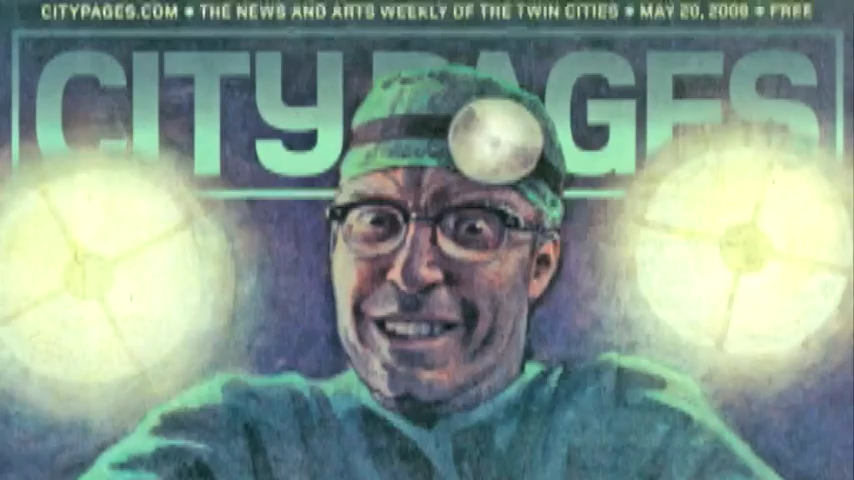 CITYPAGES.COM • THE NEWS AND ARTS WEEKLY OF THE TWIN CITIES • MAY 20, 2009 • FREE
CITY PAGES